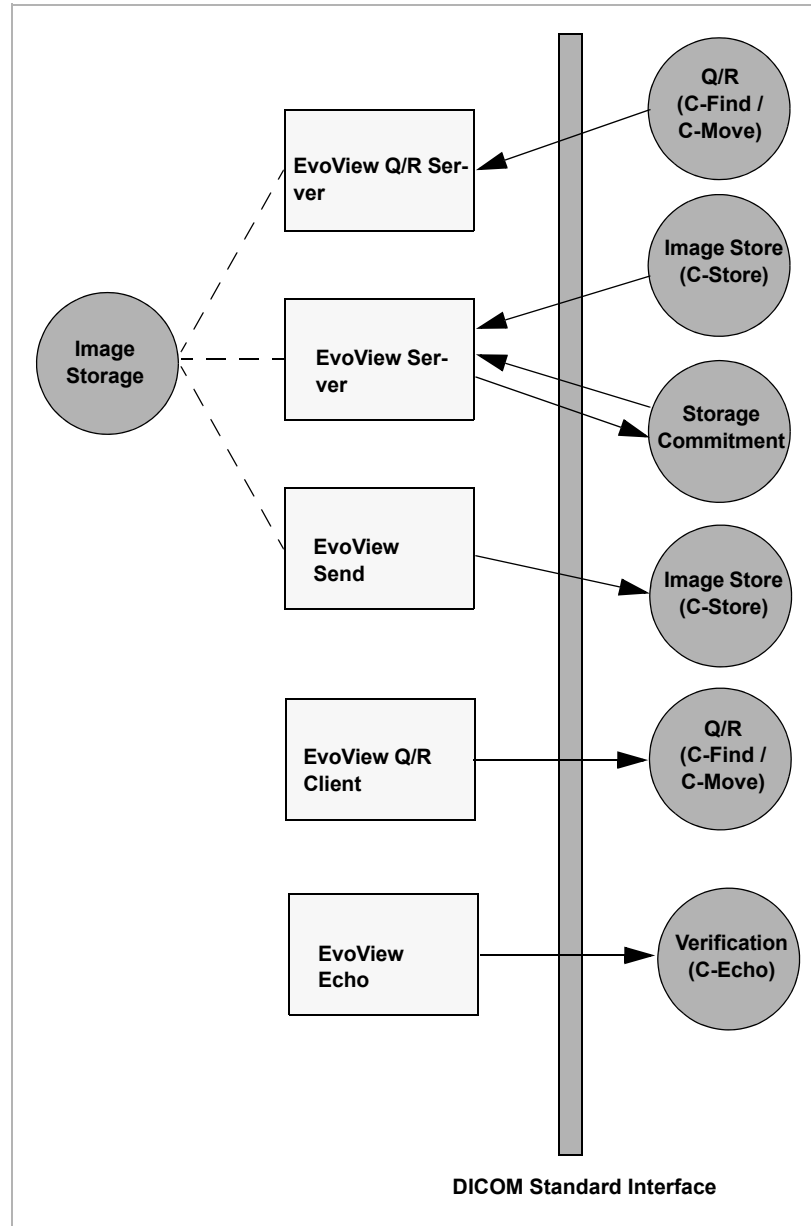 Q/R
(C-Find /
C-Move)
EvoView Q/R Ser-
ver
Image Store
(C-Store)
Image
Storage
EvoView Ser-
ver
Storage
Commitment
EvoView
Send
Image Store
(C-Store)
EvoView Q/R
Client
Q/R
(C-Find /
C-Move)
EvoView
Echo
Verification
(C-Echo)
DICOM Standard Interface